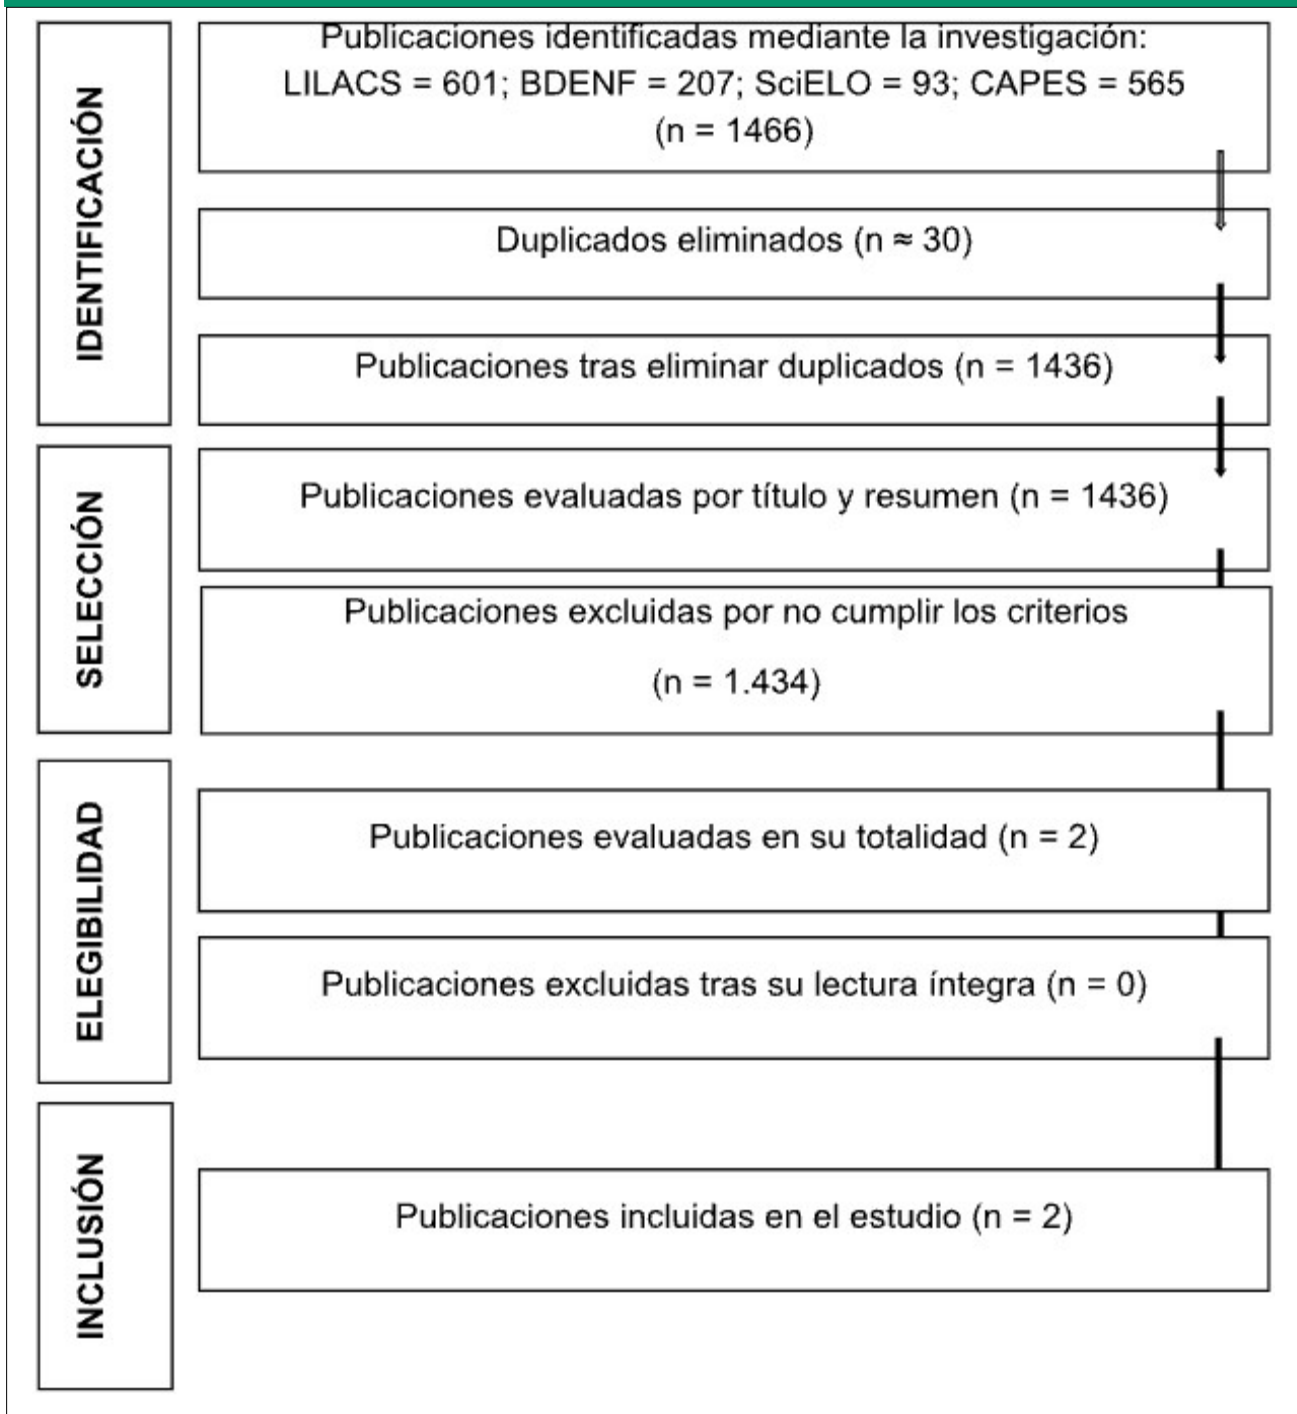 IDENTIFICACIÓN
Publicaciones identificadas mediante la investigación:
LILACS = 601; BDENF = 207; SciELO = 93; CAPES = 565
(n = 1466)
Duplicados eliminados (n ≈ 30)
Publicaciones tras eliminar duplicados (n = 1436)
SELECCIÓN
Publicaciones evaluadas por título y resumen (n = 1436)
Publicaciones excluidas por no cumplir los criterios
(n = 1.434)
ELEGIBILIDAD
Publicaciones evaluadas en su totalidad (n = 2)
Publicaciones excluidas tras su lectura íntegra (n = 0)
INCLUSIÓN
Publicaciones incluidas en el estudio (n = 2)